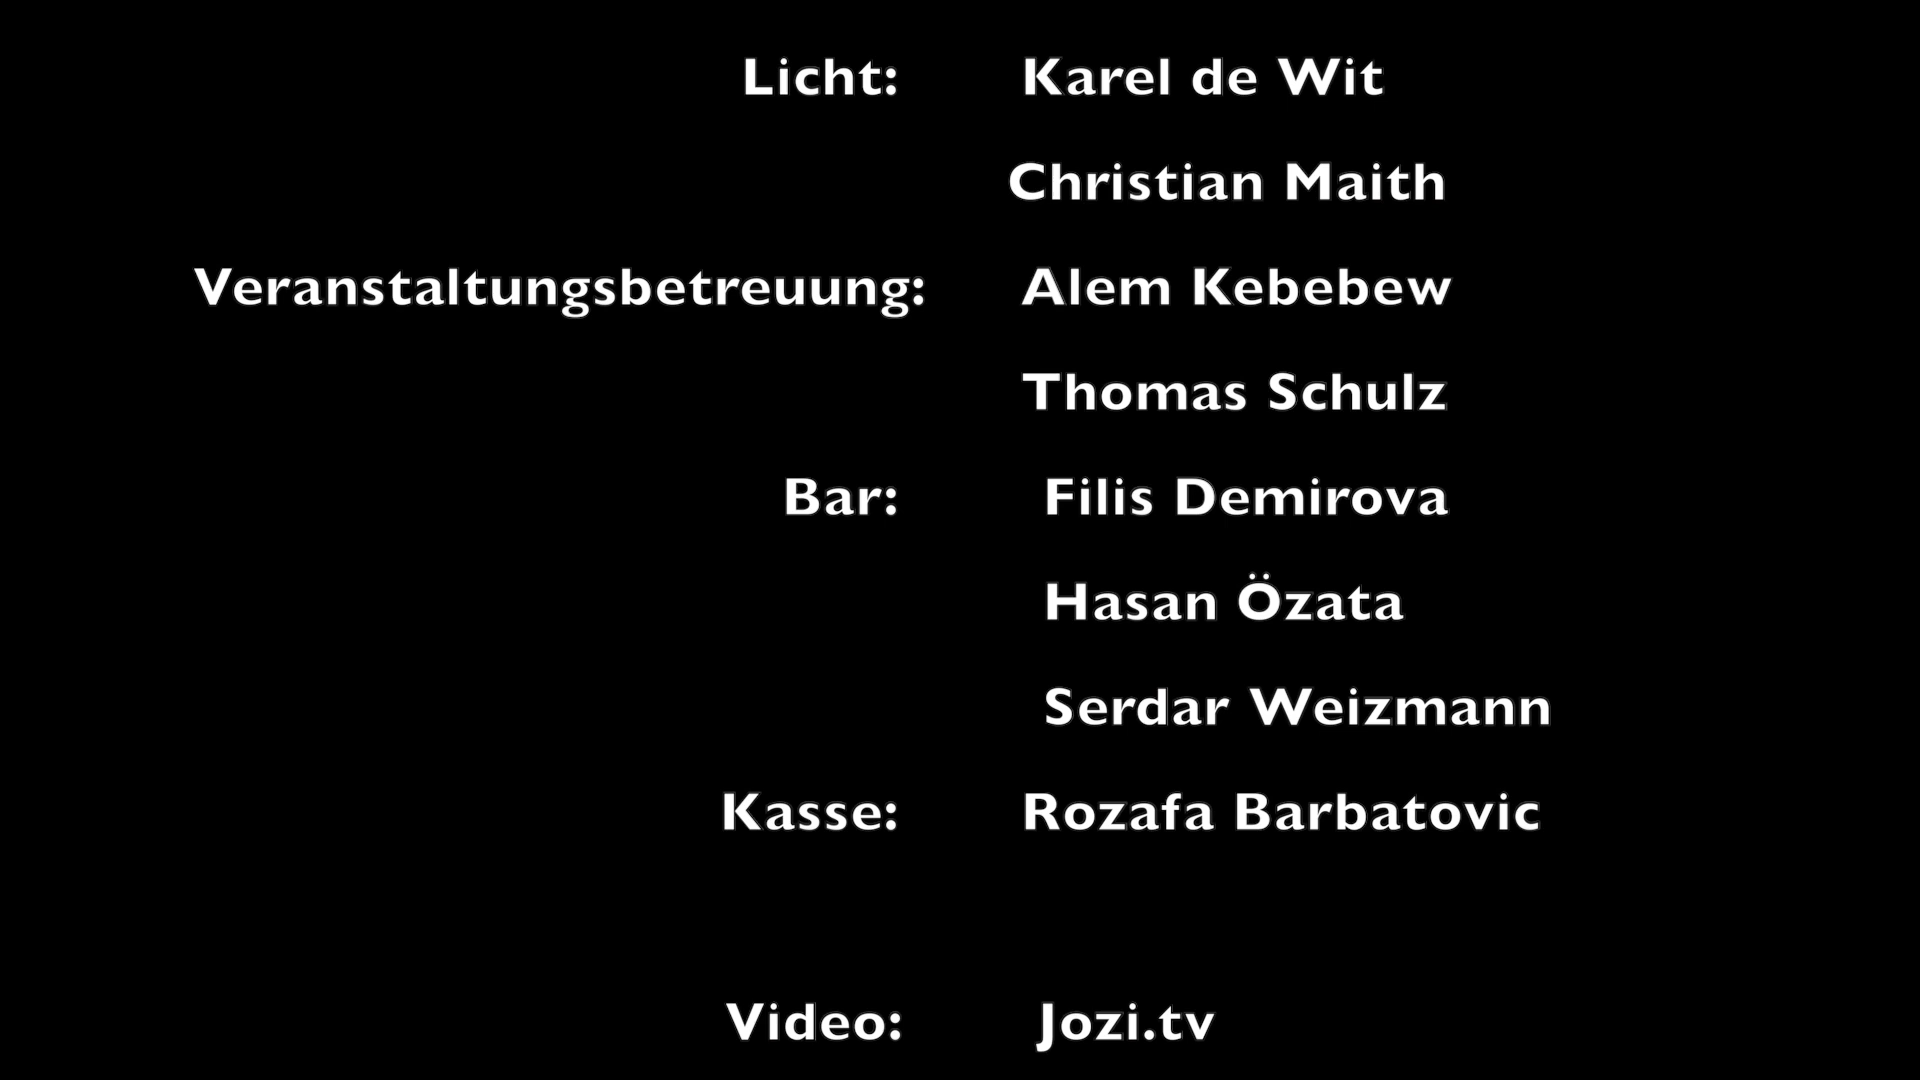 Licht: Karel de Wit
Christian Maith
Veranstaltungsbetreuung: Alem Kebebew
Thomas Schulz
Bar: Filis Demirova
Hasan Özata
Serdar Weizmann
Kasse: Rozafa Barbatovic
Video: Jozi.tv